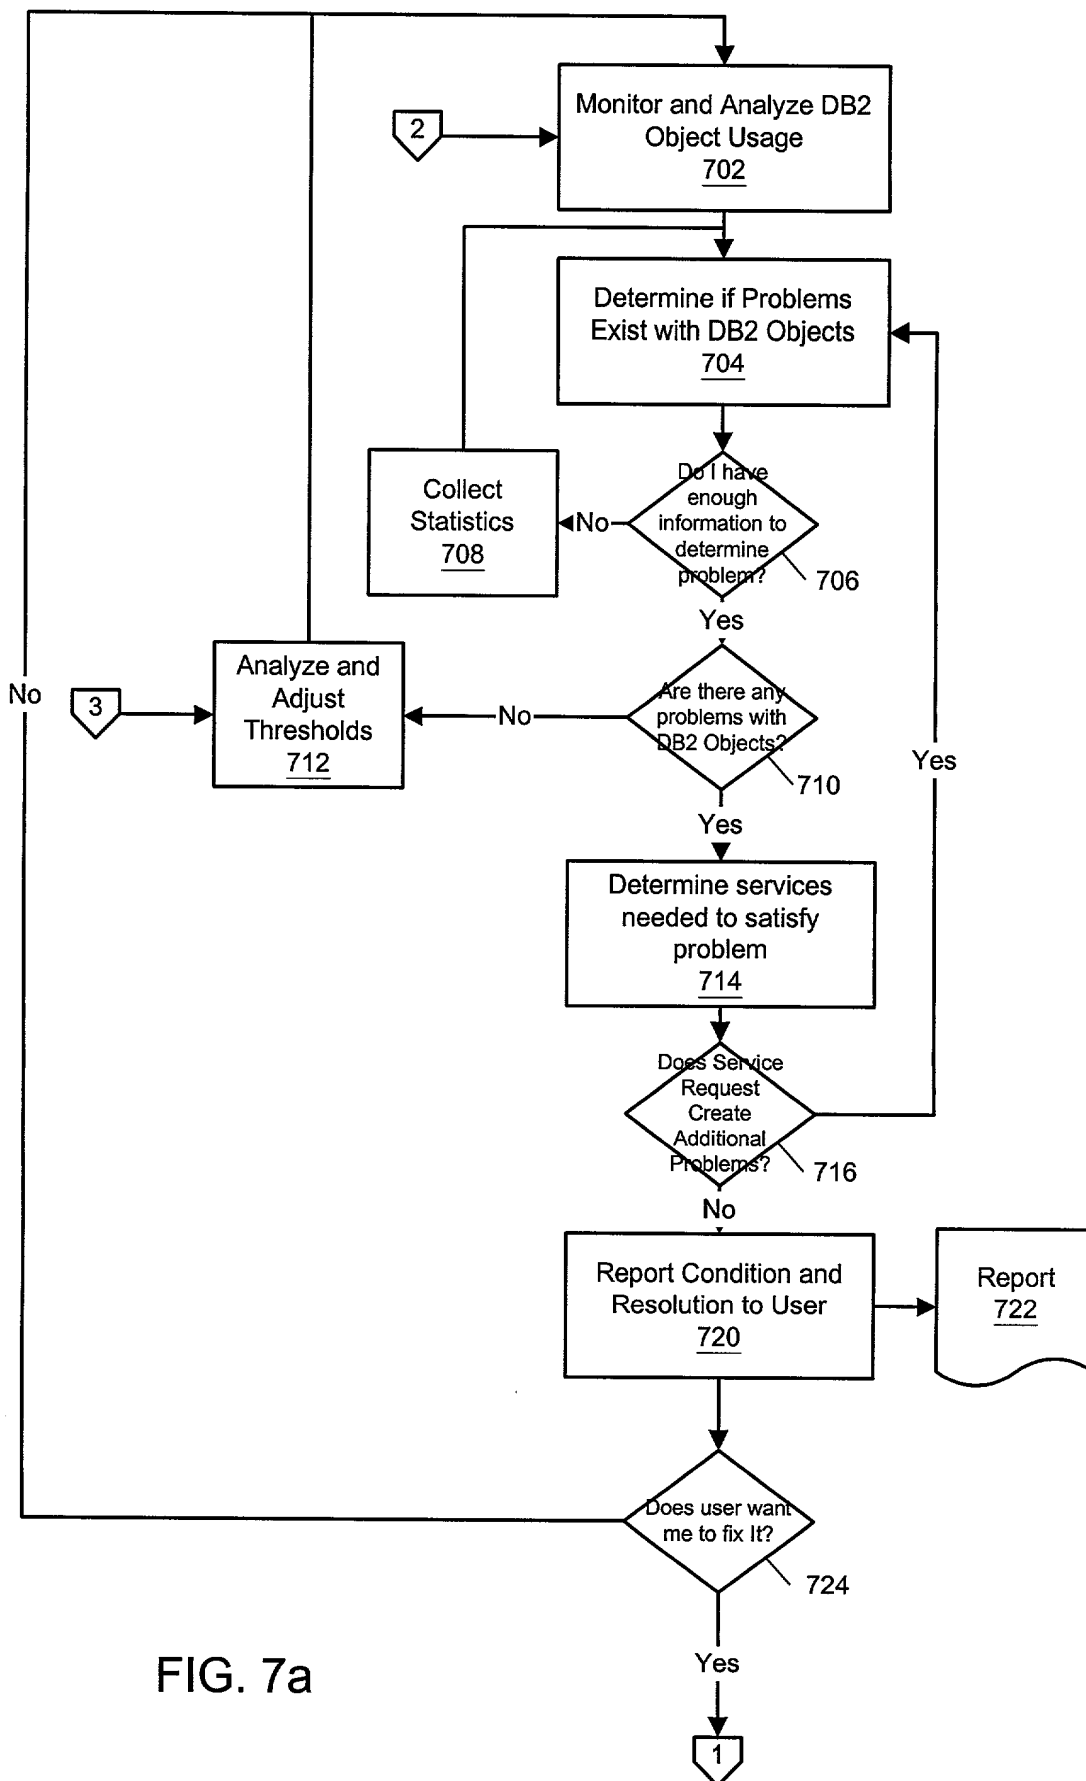 Monitor and Analyze DB2
Object Usage
702
2
Determine if Problems
Exist with DB2 Objects
704
Do I have
enough
information to
determine
problem?
706
No
Collect
Statistics
708
Yes
Are there any
problems with
DB2 Objects?
710
No
Analyze and
Adjust
Thresholds
712
3
No
Yes
Yes
Determine services
needed to satisfy
problem
714
Does Service
Request
Create
Additional
Problems?
716
No
Report Condition and
Resolution to User
720
Report
722
Does user want
me to fix It?
724
Yes
1
FIG. 7a